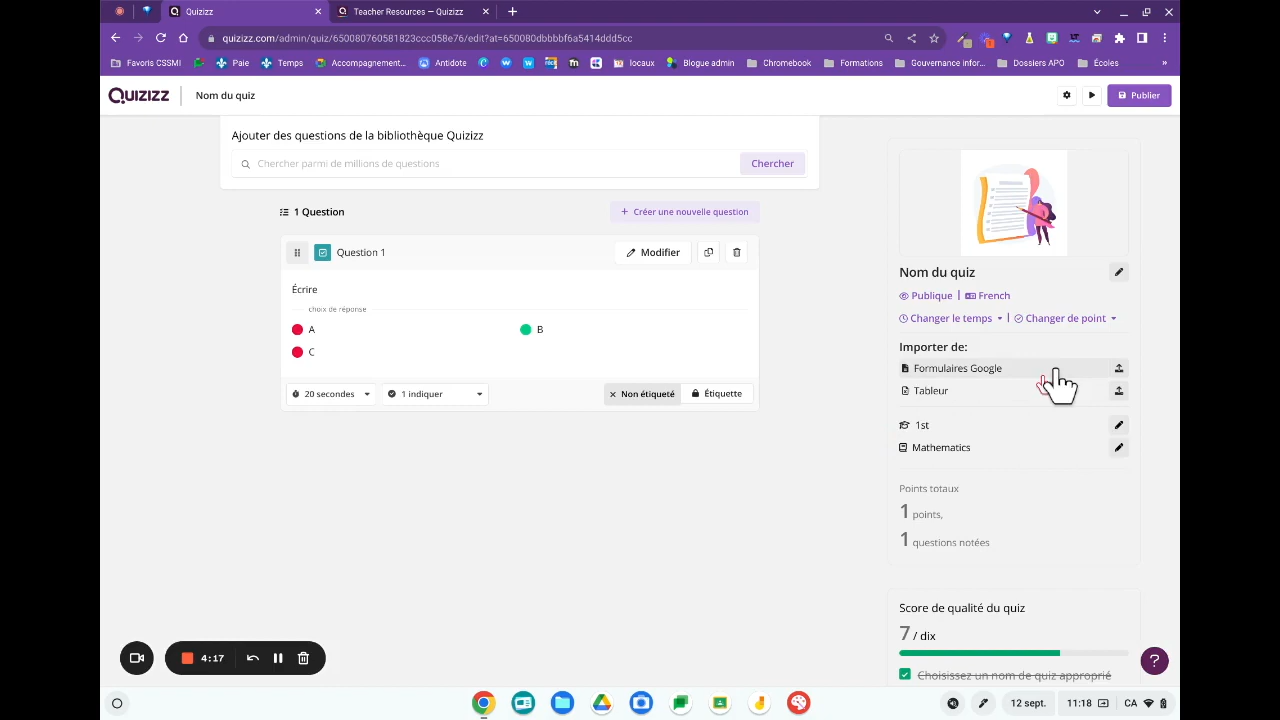 Quizizz
Teacher Resources — Quizizz
quizizz.com/admin/quiz/650080760581823ccc058e76/edit?at=650080dbbbbf6a5414ddd5cc
Favoris CSSMI
Paie
Temps
Accompagnement...
Antidote
locaux
Blogue admin
Chromebook
Formations
Gouvernance infor...
Dossiers APO
Écoles
»
QUIZIZZ
Nom du quiz
Publier
Ajouter des questions de la bibliothèque Quizizz
Chercher parmi de millions de questions
Chercher
1 Question
+ Créer une nouvelle question
Question 1
Modifier
Écrire
choix de réponse
A
B
C
20 secondes
1 indiquer
Non étiqueté
Étiquette
Nom du quiz
Publique | French
Changer le temps | Changer de point
Importer de:
Formulaires Google
Tableur
1st
Mathematics
Points totaux
1 points,
1 questions notées
Score de qualité du quiz
7 / dix
Choisissez un nom de quiz approprié
?
4:17
12 sept.
11:18
CA